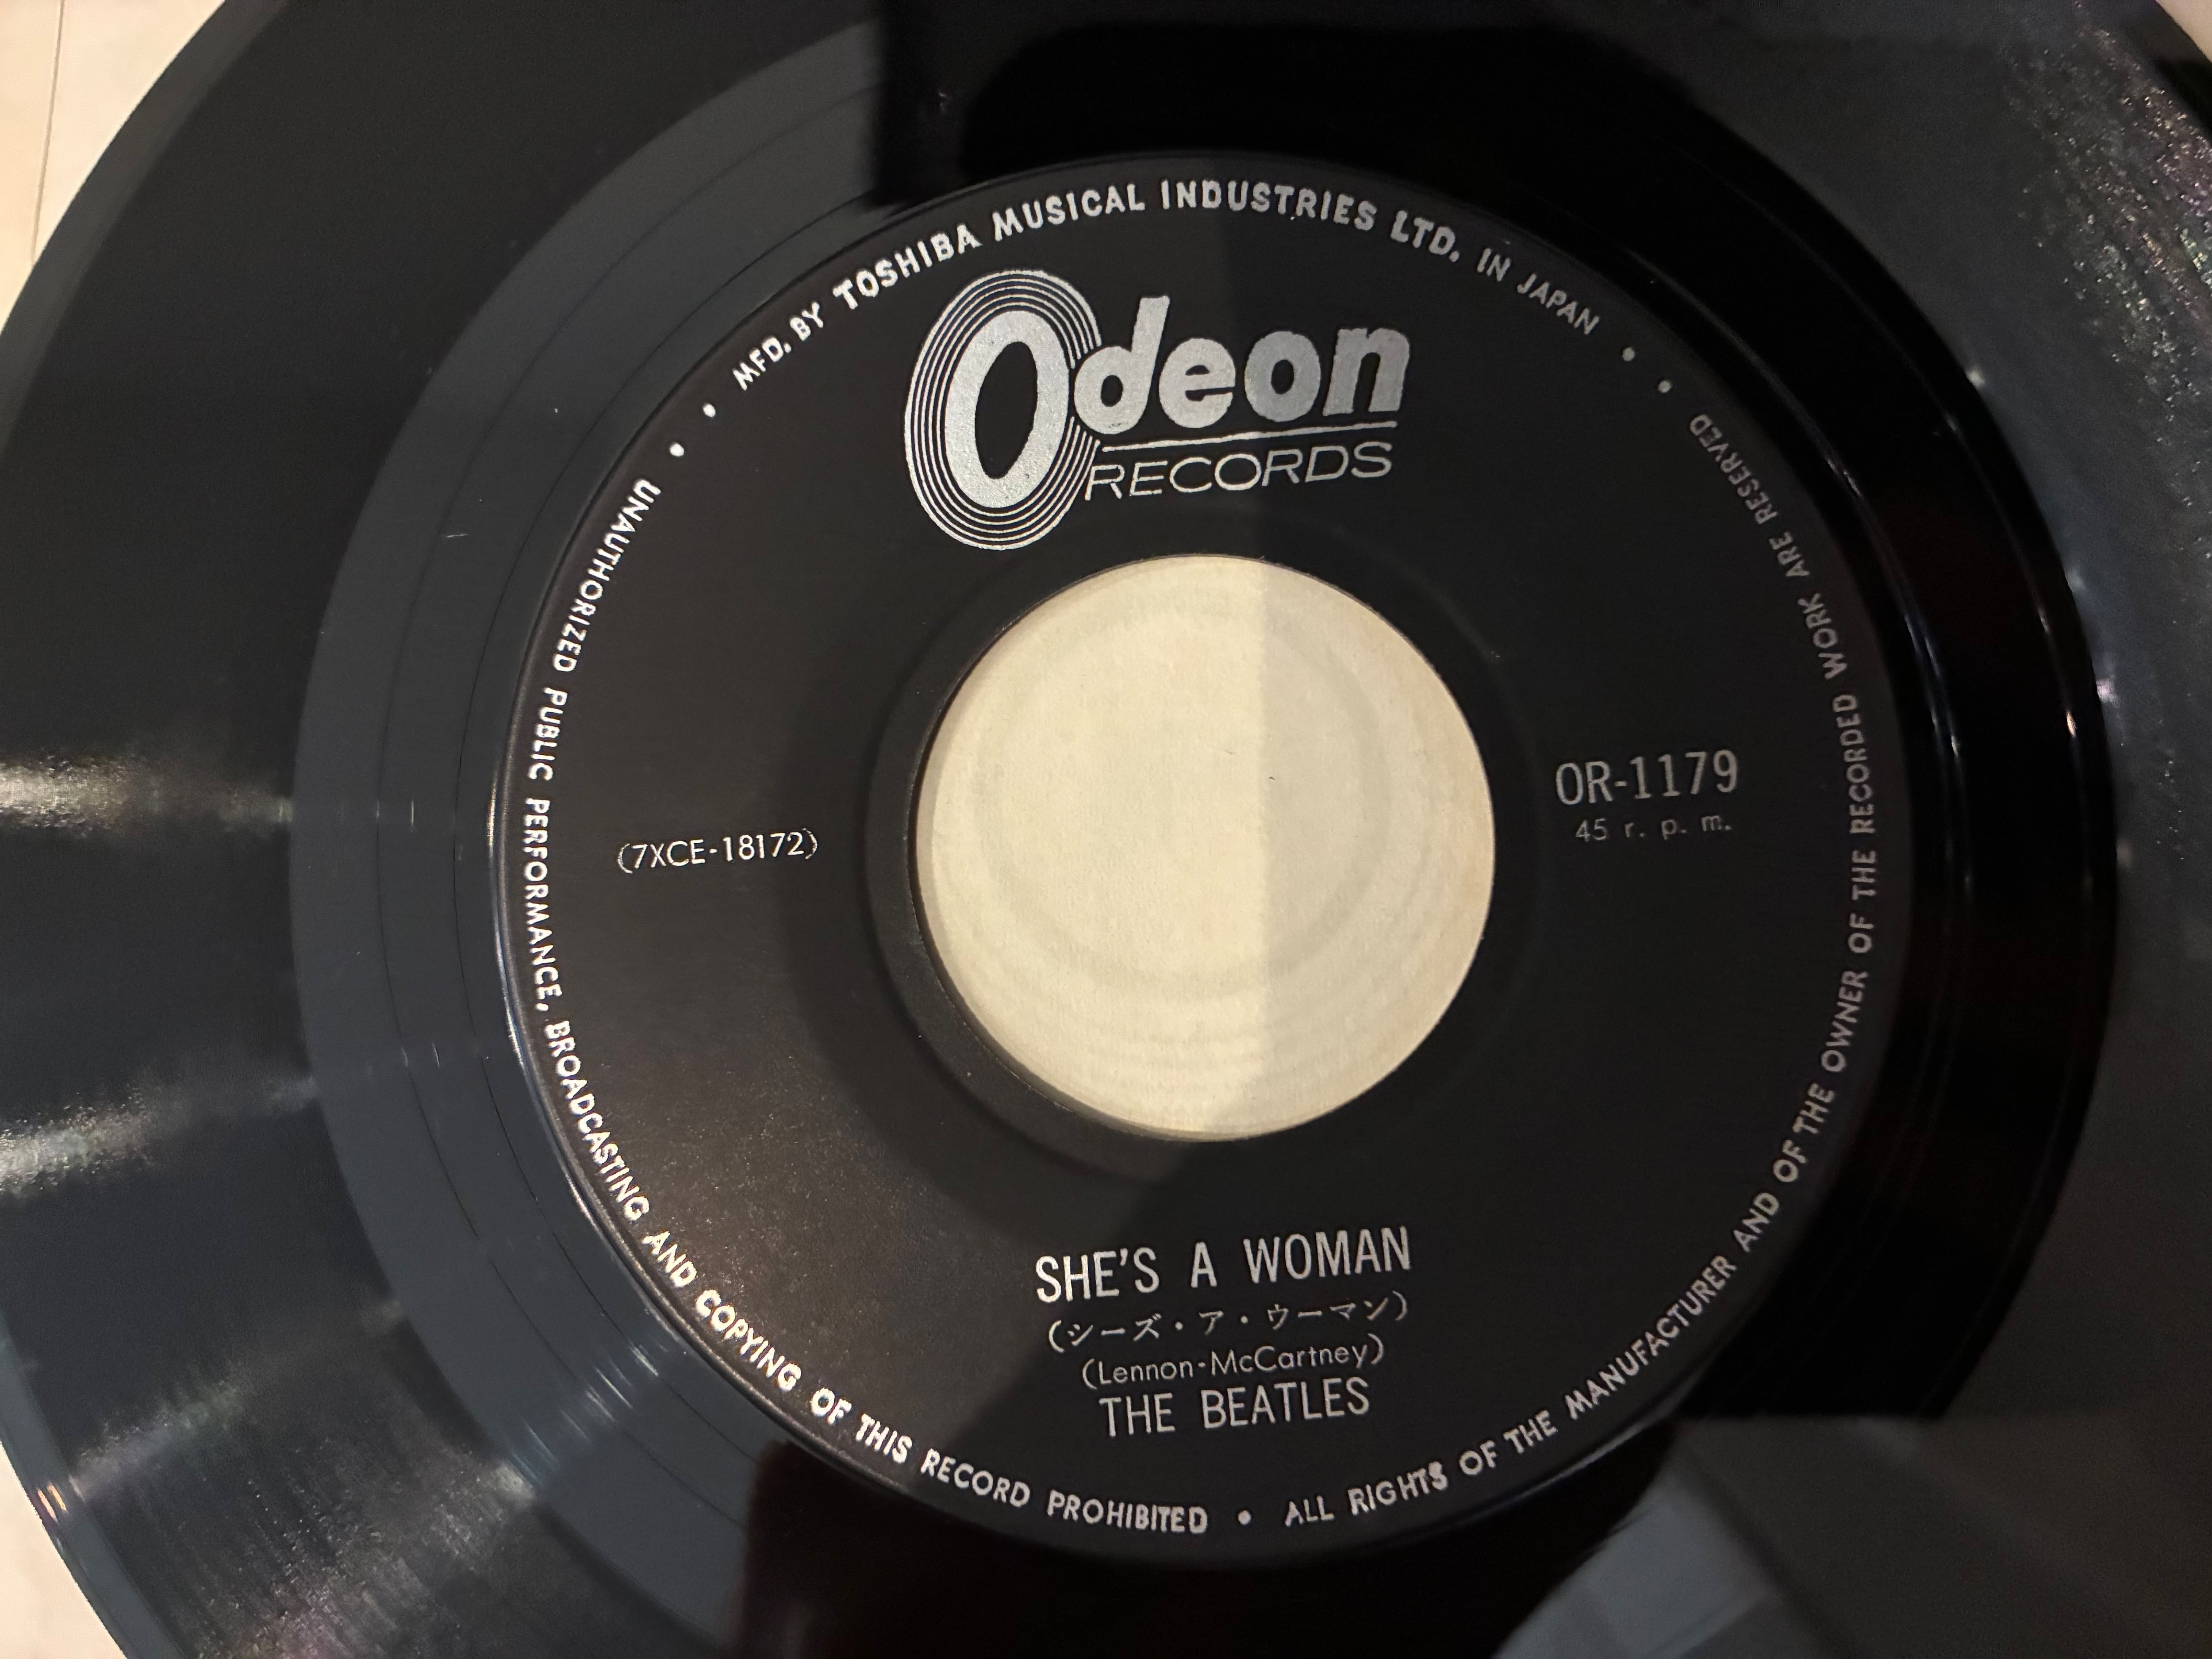 MFD. BY TOSHIBA MUSICAL INDUSTRIES LTD. IN JAPAN
Odeon
RECORDS
OR-1179
45 r. p. m.
(7XCE-18172)
SHE'S A WOMAN
(シーズ・ア・ウーマン)
(Lennon-McCartney)
THE BEATLES
UNAUTHORIZED PUBLIC PERFORMANCE, BROADCASTING AND COPYING OF THIS RECORD PROHIBITED • ALL RIGHTS OF THE MANUFACTURER AND OF THE OWNER OF THE RECORDED WORK ARE RESERVED